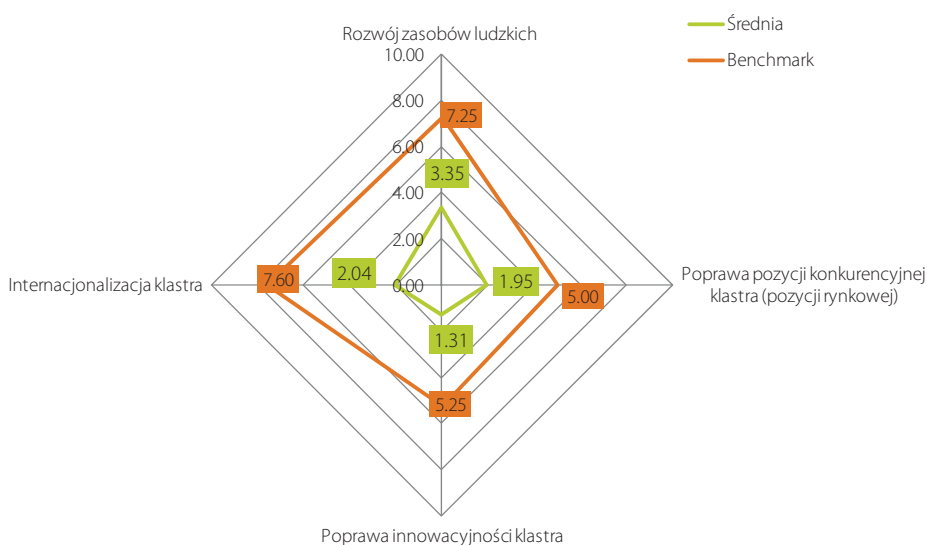 Średnia
Benchmark
Rozwój zasobów ludzkich
10.00
8.00
7.25
6.00
3.35
4.00
2.00
Internacjonalizacja klastra
7.60
2.04
0.00
1.95
5.00
Poprawa pozycji konkurencyjnej
klastra (pozycji rynkowej)
1.31
5.25
Poprawa innowacyjności klastra